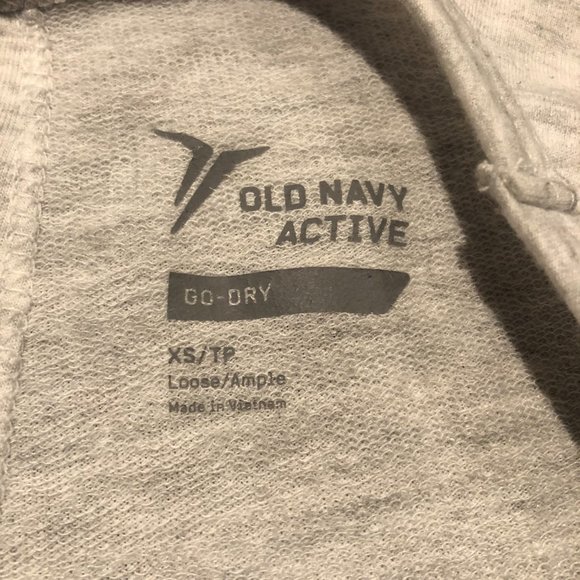 OLD NAVY
ACTIVE
GO-DRY
XS/TP
Loose/Ample
Made in Vietnam